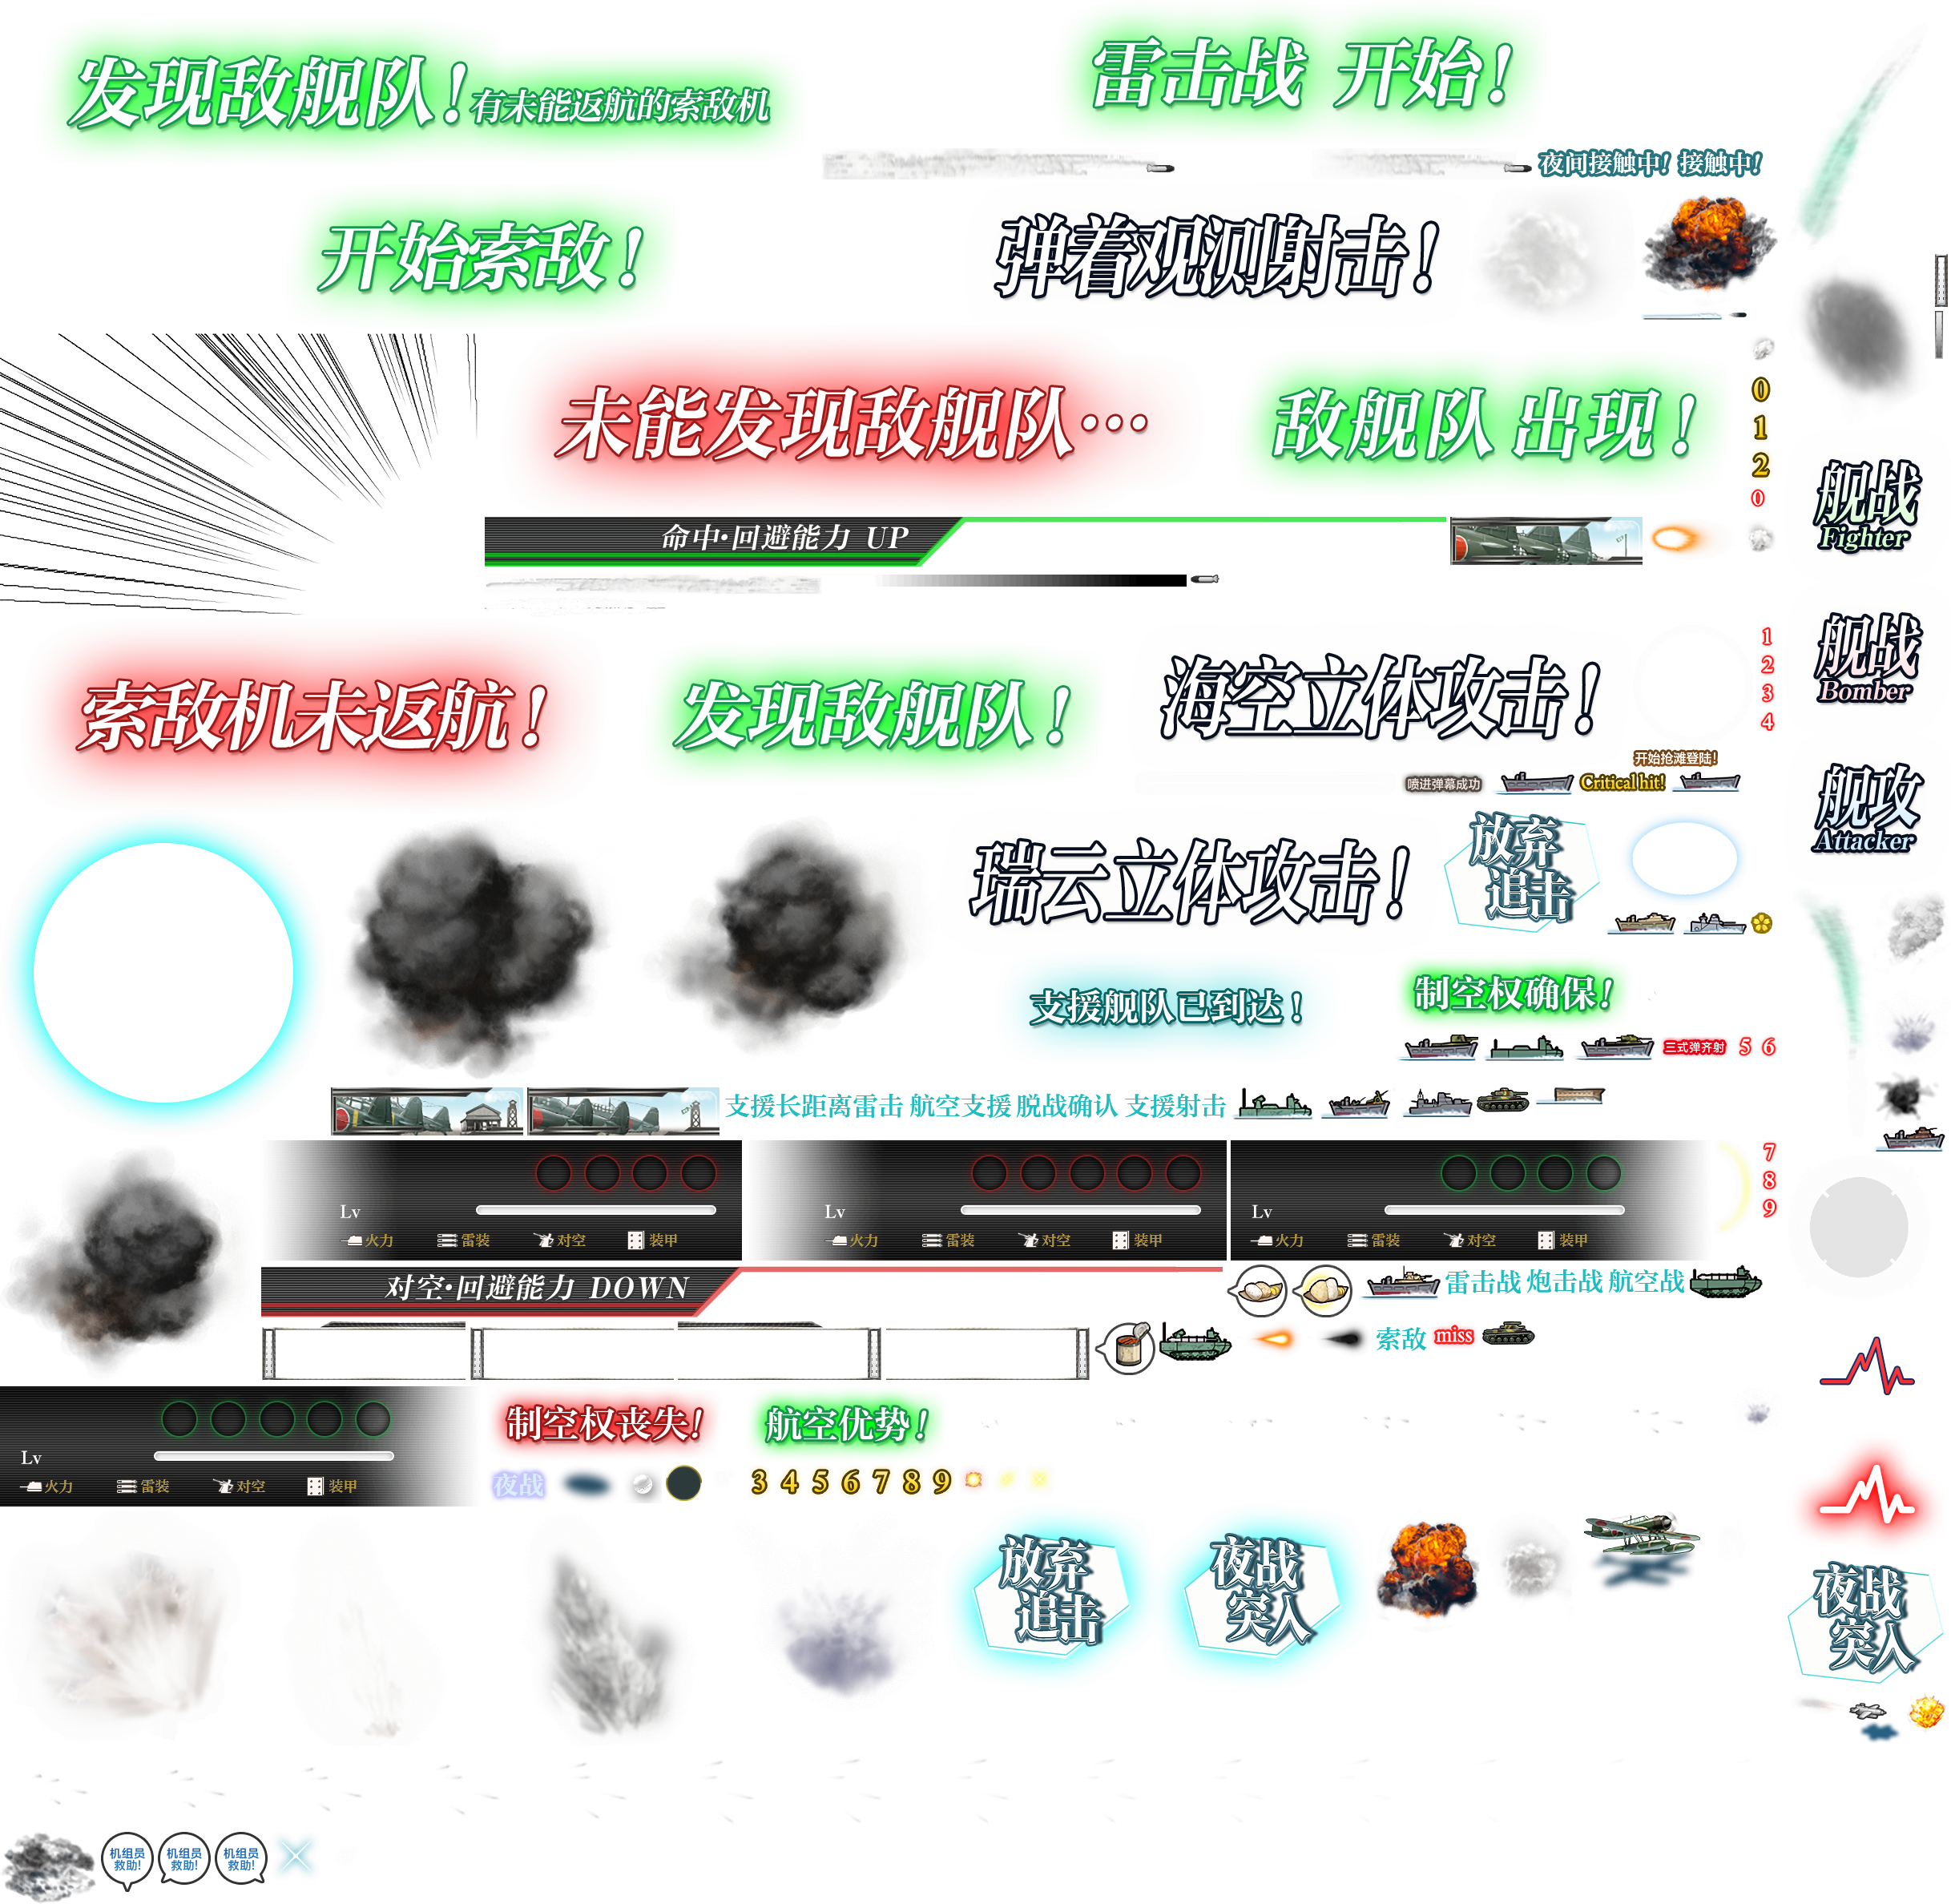 发现敌舰队！有未能返航的索敌机
雷击战 开始！
夜间接触中！接触中！
开始索敌！
弹着观测射击！
未能发现敌舰队…
敌舰队 出现！
0
1
2
0
命中·回避能力 UP
舰战
Fighter
索敌机未返航！
发现敌舰队！
海空立体攻击！
1
2
3
4
舰战
Bomber
开始抢滩登陆！
喷进弹幕成功
Critical hit!
舰攻
Attacker
瑞云立体攻击！
放弃
追击
支援舰队已到达！
制空权确保！
三式弹齐射
5 6
支援长距离雷击 航空支援 脱战确认 支援射击
Lv
火力 雷装 对空 装甲
Lv
火力 雷装 对空 装甲
Lv
火力 雷装 对空 装甲
7
8
9
对空·回避能力 DOWN
雷击战 炮击战 航空战
索敌
miss
Lv
火力 雷装 对空 装甲
制空权丧失！
航空优势！
夜战
3 4 5 6 7 8 9
放弃
追击
夜战
突入
夜战
突入
机组员
救助!
机组员
救助!
机组员
救助!